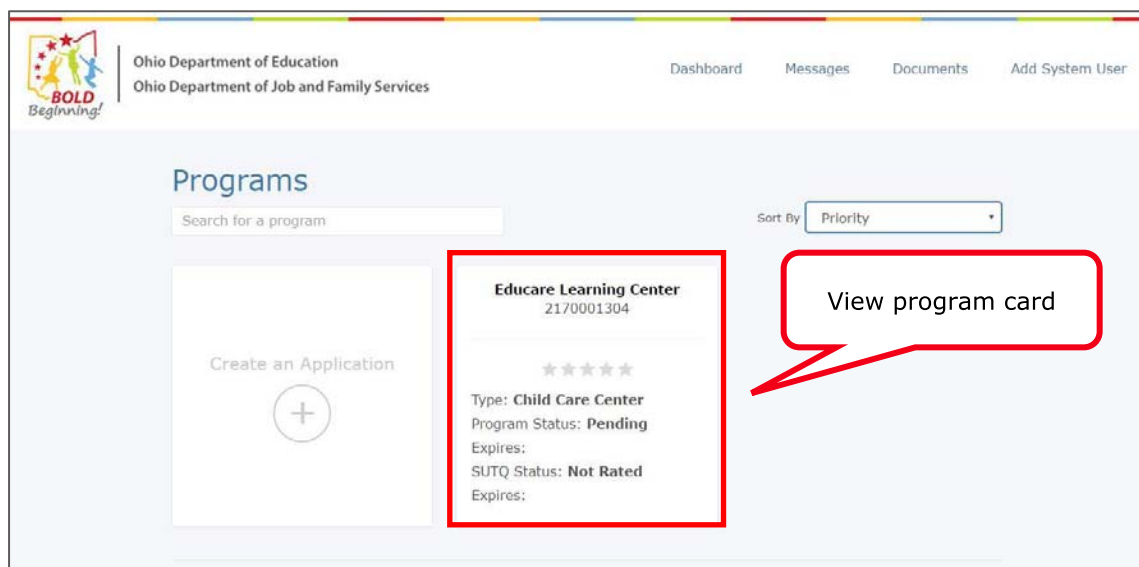 BOLD
Beginning!
Ohio Department of Education
Ohio Department of Job and Family Services
Dashboard Messages Documents Add System User
Programs
Search for a program
Sort By Priority
Create an Application
Educare Learning Center
2170001304
Type: Child Care Center
Program Status: Pending
Expires:
SUTQ Status: Not Rated
Expires:
View program card